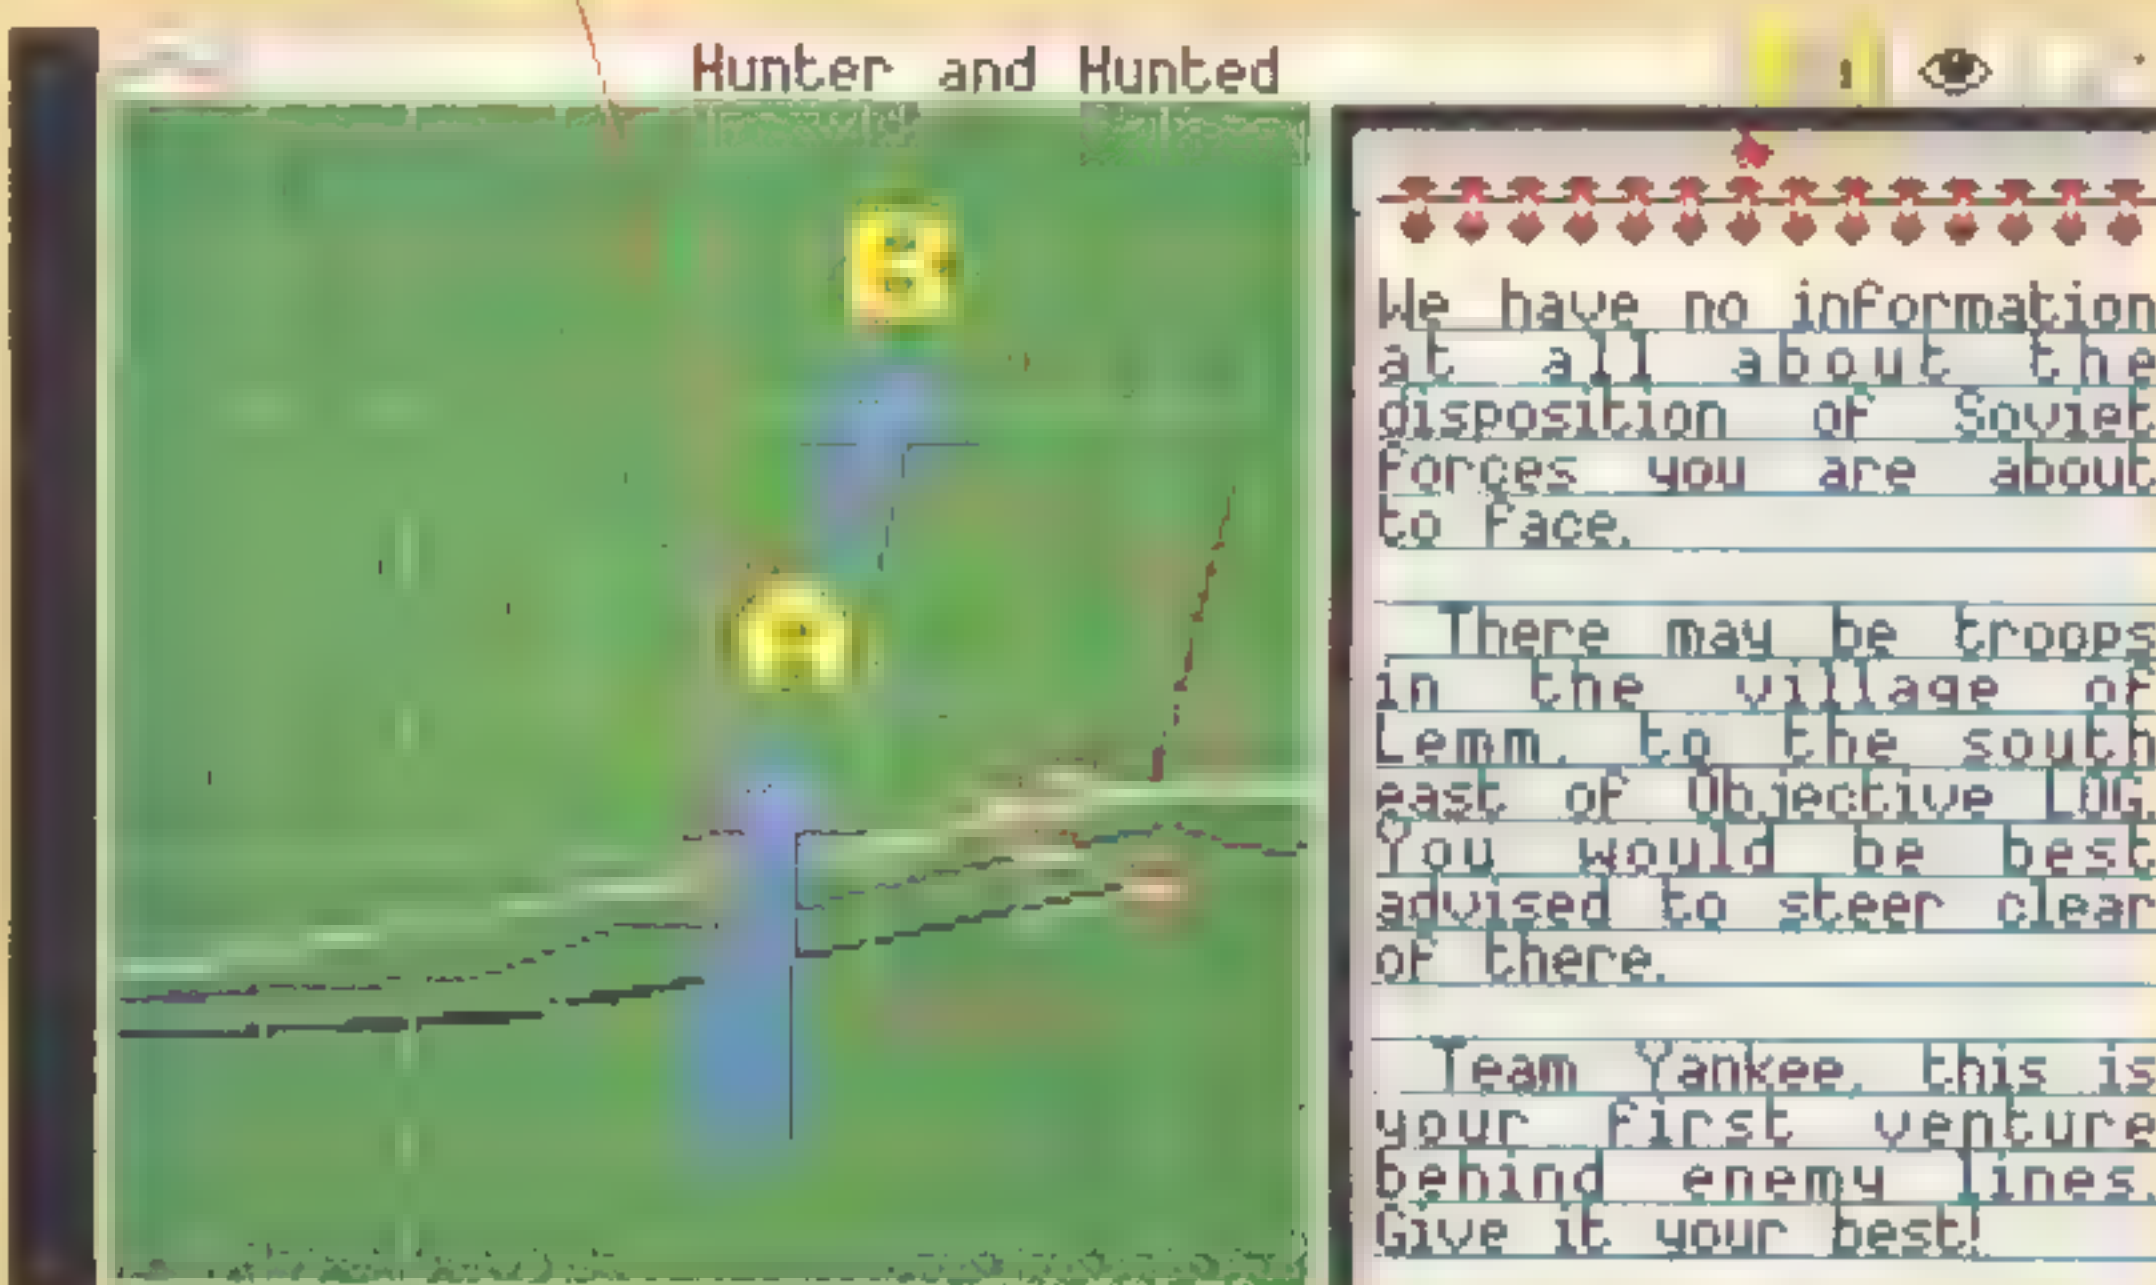 Hunter and Hunted
B
A
We have no information
at all about the
disposition of Soviet
forces you are about
to face.
There may be troops
in the village of
Lemm, to the south
east of Objective LOG.
You would be best
advised to steer clear
of there.
Team Yankee, this is
your first venture
behind enemy lines.
Give it your best!